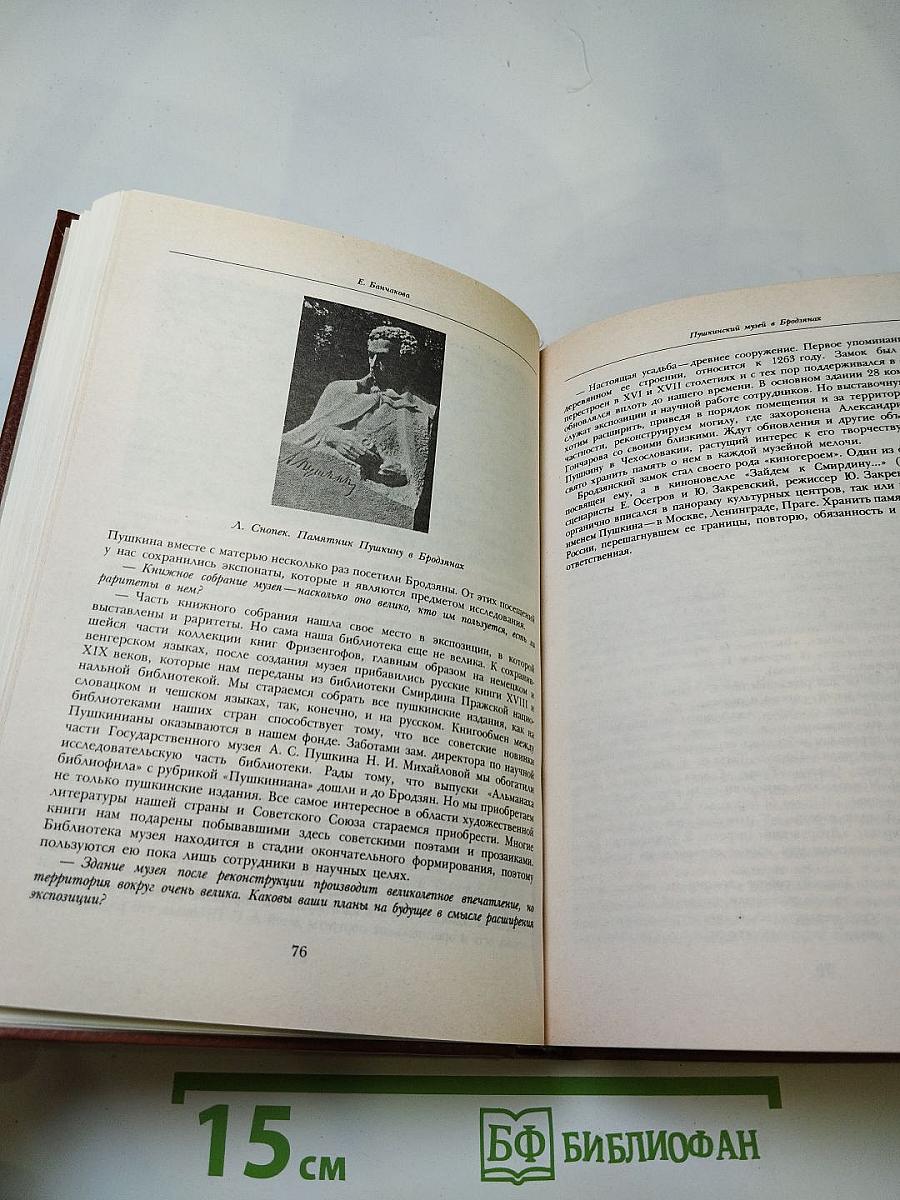 Е. Банчакова
А. Пушкину
Л. Снопек. Памятник Пушкину в Бродзянах
Пушкина вместе с матерью несколько раз посетили Бродзяны. От этих посещений
у нас сохранились экспонаты, которые и являются предметом исследования.
— Книжное собрание музея — насколько оно велико, кто им пользуется, есть ли
раритеты в нем?
— Часть книжного собрания нашла свое место в экспозиции, в которой
выставлены и раритеты. Но сама наша библиотека еще не велика. К сохранив-
шейся части коллекции книг Фризенгофов, главным образом на немецком и
венгерском языках, после создания музея прибавились русские книги XVIII и
XIX веков, которые нам переданы из библиотеки Смирдина Пражской нацио-
нальной библиотекой. Мы стараемся собрать все пушкинские издания, как на
словацком и чешском языках, так, конечно, и на русском. Книгообмен между
библиотеками наших стран способствует тому, что все советские новинки
Пушкинианы оказываются в нашем фонде. Заботами зам. директора по научной
части Государственного музея А. С. Пушкина Н. И. Михайловой мы обогатили
исследовательскую часть библиотеки. Рады тому, что выпуски «Альманаха
библиофила» с рубрикой «Пушкиниана» дошли и до Бродзян. Но мы приобретаем
не только пушкинские издания. Все самое интересное в области художественной
литературы нашей страны и Советского Союза стараемся приобрести. Многие
книги нам подарены побывавшими здесь советскими поэтами и прозаиками.
Библиотека музея находится в стадии окончательного формирования, поэтому
пользуются ею пока лишь сотрудники в научных целях.
— Здание музея после реконструкции производит великолепное впечатление, но
территория вокруг очень велика. Каковы ваши планы на будущее в смысле расширения
экспозиции?
76
Пушкинский музей в Бродзянах
— Настоящая усадьба — древнее сооружение. Первое упоминани
деревянном ее строении, относится к 1263 году. Замок был
перестроен в XVI и XVII столетиях и с тех пор поддерживался в
обновлялся вплоть до нашего времени. В основном здании 28 ком
служат экспозиции и научной работе сотрудников. Но выставочную
хотим расширить, приведя в порядок помещения и за территор
частности, реконструируем могилу, где захоронена Александри
Гончарова со своими близкими. Ждут обновления и другие объ
Пушкину в Чехословакии, растущий интерес к его творчеству
свято хранить память о нем в каждой музейной мелочи.
Бродзянский замок стал своего рода «киногероем». Один из
посвящен ему, а в киноновелле «Зайдем к Смирдину...» (
сценаристы Е. Осетров и Ю. Закревский, режиссер Ю. Закрев
органично вписался в панораму культурных центров, так или
именем Пушкина — в Москве, Ленинграде, Праге. Хранить памя
России, перешагнувшем ее границы, повторю, обязанность и
ответственная.
15 см
БФ БИБЛИОФАН